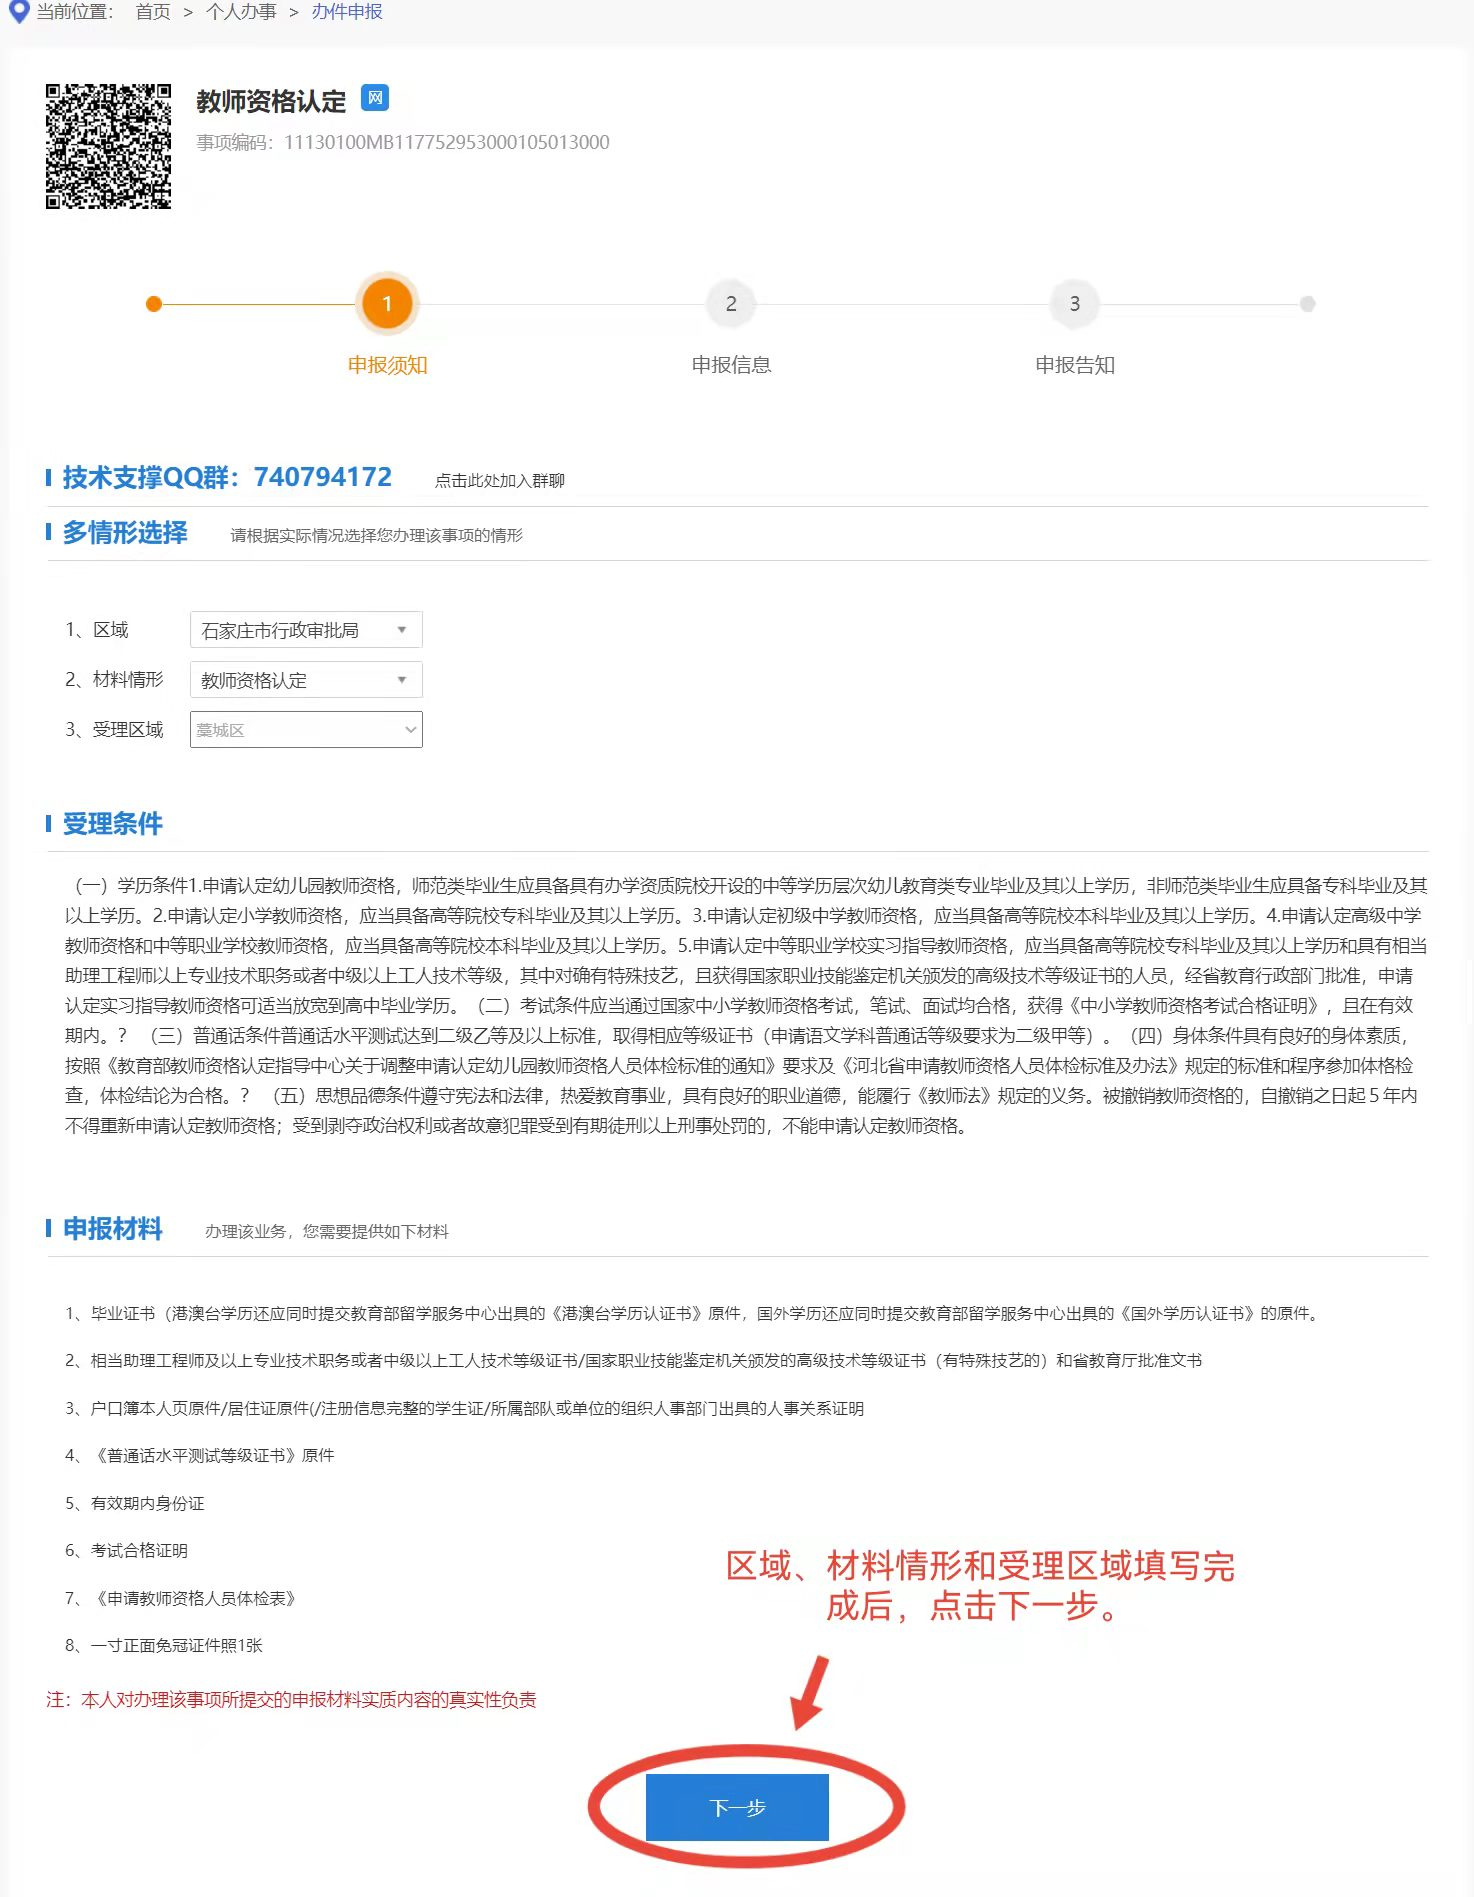 当前位置： 首页 > 个人办事 > 办件申报
教师资格认定 网
事项编码：11130100MB117752953000105013000
1 2 3
申报须知 申报信息 申报告知
技术支撑QQ群：740794172 点击此处加入群聊
多情形选择 请根据实际情况选择您办理该事项的情形
1、区域 石家庄市行政审批局
2、材料情形 教师资格认定
3、受理区域 藁城区
受理条件
（一）学历条件1.申请认定幼儿园教师资格，师范类毕业生应具备具有办学资质院校开设的中等学历层次幼儿教育类专业毕业及其以上学历，非师范类毕业生应具备专科毕业及其
以上学历。2.申请认定小学教师资格，应当具备高等院校专科毕业及其以上学历。3.申请认定初级中学教师资格，应当具备高等院校本科毕业及其以上学历。4.申请认定高级中学
教师资格和中等职业学校教师资格，应当具备高等院校本科毕业及其以上学历。5.申请认定中等职业学校实习指导教师资格，应当具备高等院校专科毕业及其以上学历和具有相当
助理工程师以上专业技术职务或者中级以上工人技术等级，其中对确有特殊技艺，且获得国家职业技能鉴定机关颁发的高级技术等级证书的人员，经省教育行政部门批准，申请
认定实习指导教师资格可适当放宽到高中毕业学历。（二）考试条件应当通过国家中小学教师资格考试，笔试、面试均合格，获得《中小学教师资格考试合格证明》，且在有效
期内。? （三）普通话条件普通话水平测试达到二级乙等及以上标准，取得相应等级证书（申请语文学科普通话等级要求为二级甲等）。（四）身体条件具有良好的身体素质，
按照《教育部教师资格认定指导中心关于调整申请认定幼儿园教师资格人员体检标准的通知》要求及《河北省申请教师资格人员体检标准及办法》规定的标准和程序参加体格检
查，体检结论为合格。? （五）思想品德条件遵守宪法和法律，热爱教育事业，具有良好的职业道德，能履行《教师法》规定的义务。被撤销教师资格的，自撤销之日起５年内
不得重新申请认定教师资格；受到剥夺政治权利或者故意犯罪受到有期徒刑以上刑事处罚的，不能申请认定教师资格。
申报材料 办理该业务，您需要提供如下材料
1、毕业证书（港澳台学历还应同时提交教育部留学服务中心出具的《港澳台学历认证书》原件，国外学历还应同时提交教育部留学服务中心出具的《国外学历认证书》的原件。
2、相当助理工程师及以上专业技术职务或者中级以上工人技术等级证书/国家职业技能鉴定机关颁发的高级技术等级证书（有特殊技艺的）和省教育厅批准文书
3、户口簿本人页原件/居住证原件(/注册信息完整的学生证/所属部队或单位的组织人事部门出具的人事关系证明
4、《普通话水平测试等级证书》原件
5、有效期内身份证
6、考试合格证明
7、《申请教师资格人员体检表》
8、一寸正面免冠证件照1张
区域、材料情形和受理区域填写完
成后，点击下一步。
注：本人对办理该事项所提交的申报材料实质内容的真实性负责
下一步